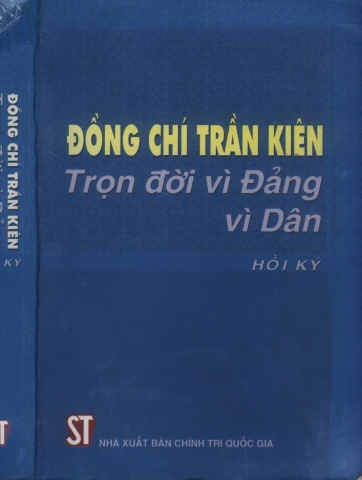 ĐỒNG CHÍ TRẦN KIÊN
Trọn đời vì Đảng
vì Dân
HỒI KÝ
ST
NHÀ XUẤT BẢN CHÍNH TRỊ QUỐC GIA
ĐỒNG CHÍ TRẦN KIÊN
KÝ